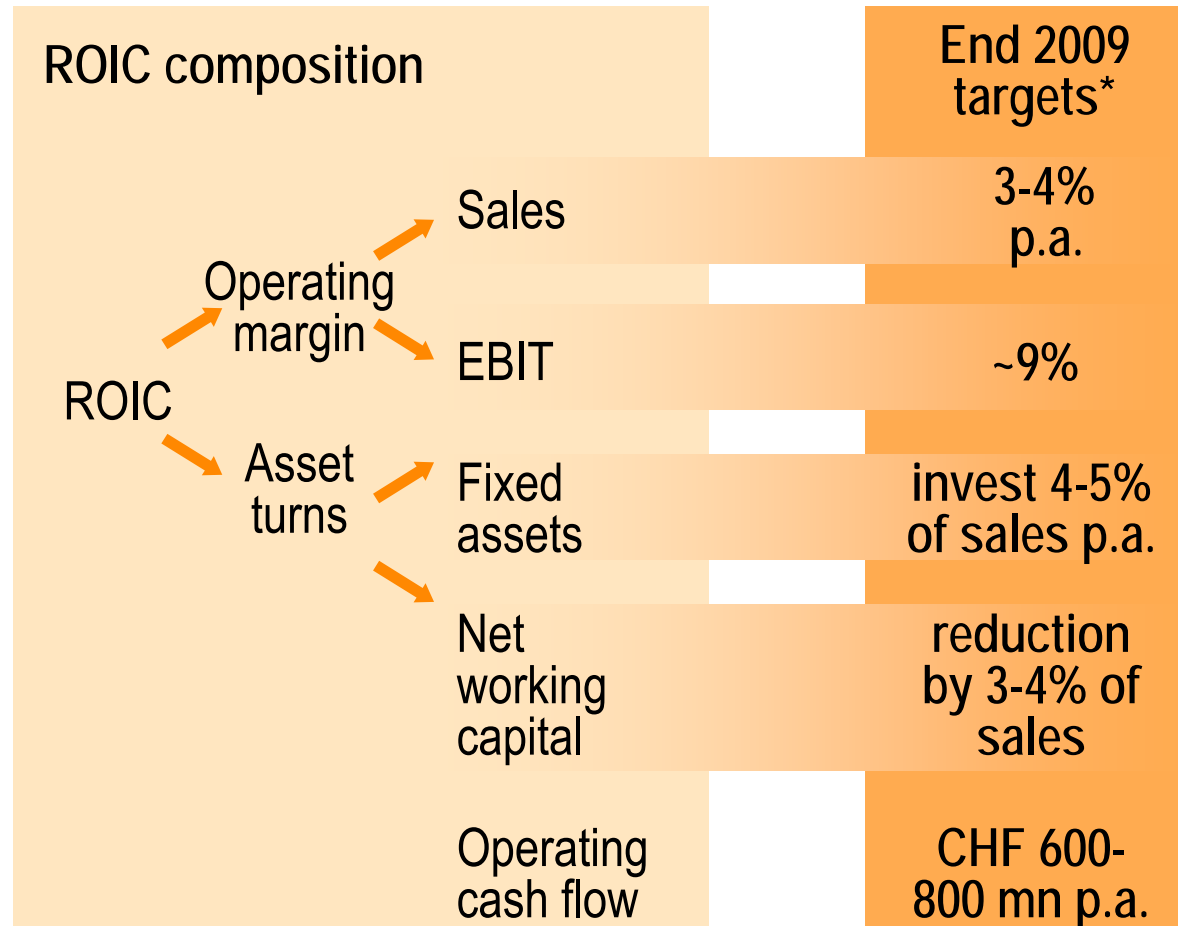 ROIC composition
End 2009
targets*
Sales
3-4%
p.a.
Operating
margin
EBIT
~9%
ROIC
Asset
turns
Fixed
assets
invest 4-5%
of sales p.a.
Net
working
capital
reduction
by 3-4% of
sales
Operating
cash flow
CHF 600-
800 mn p.a.